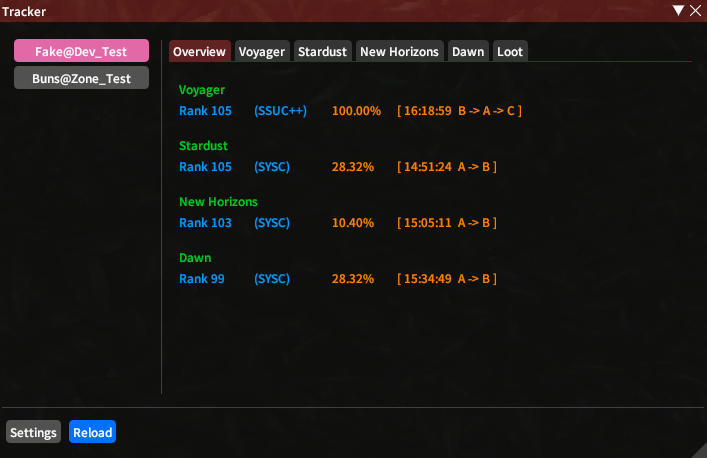 Tracker
Fake@Dev_Test
Buns@Zone_Test
Overview Voyager Stardust New Horizons Dawn Loot
Voyager
Rank 105 (SSUC++) 100.00% [ 16:18:59 B -> A -> C ]
Stardust
Rank 105 (SYSC) 28.32% [ 14:51:24 A -> B ]
New Horizons
Rank 103 (SYSC) 10.40% [ 15:05:11 A -> B ]
Dawn
Rank 99 (SYSC) 28.32% [ 15:34:49 A -> B ]
Settings Reload